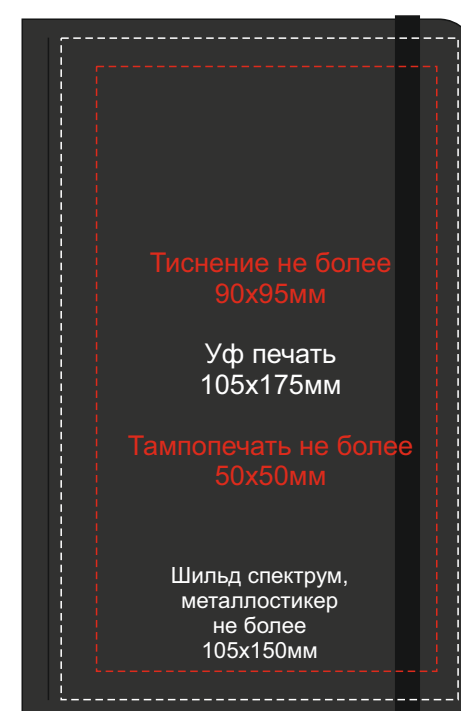 Тиснение не более
90х95мм
Уф печать
105х175мм
Тампопечать не более
50х50мм
Шильд спектрум,
металлостикер
не более
105х150мм